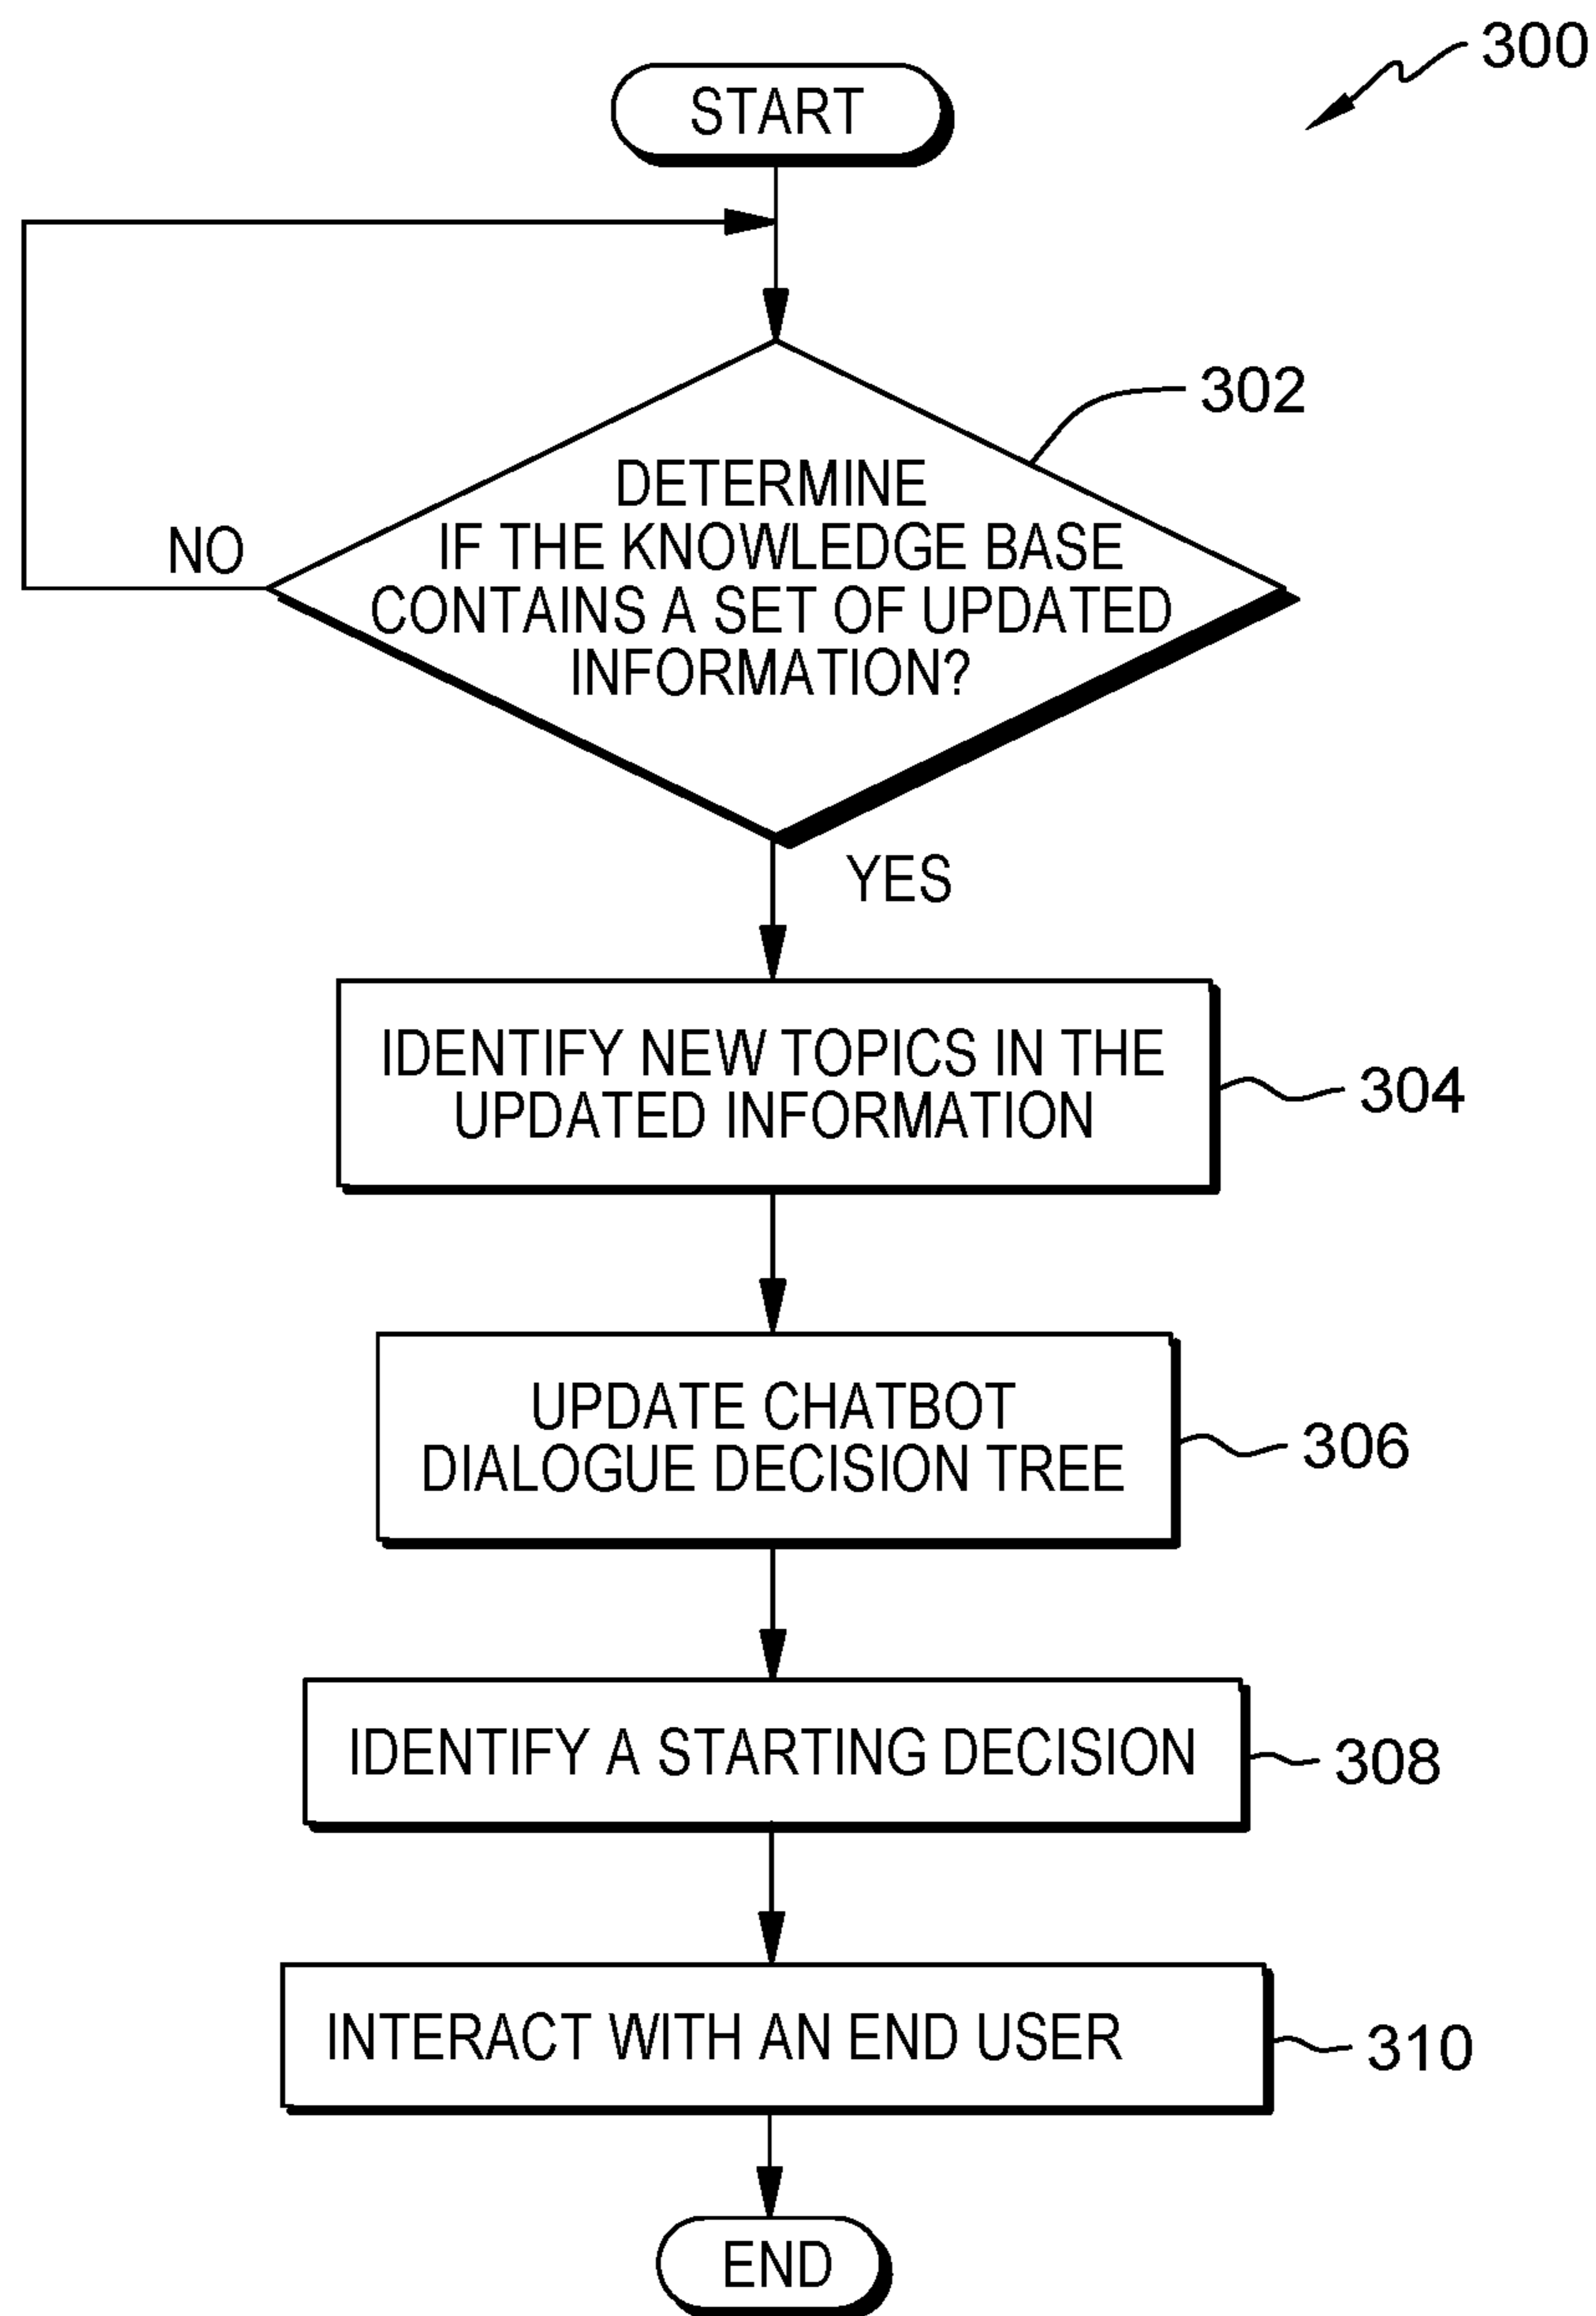 300
START
302
DETERMINE
IF THE KNOWLEDGE BASE
CONTAINS A SET OF UPDATED
INFORMATION?
NO
YES
IDENTIFY NEW TOPICS IN THE
UPDATED INFORMATION
304
UPDATE CHATBOT
DIALOGUE DECISION TREE
306
IDENTIFY A STARTING DECISION
308
INTERACT WITH AN END USER
310
END